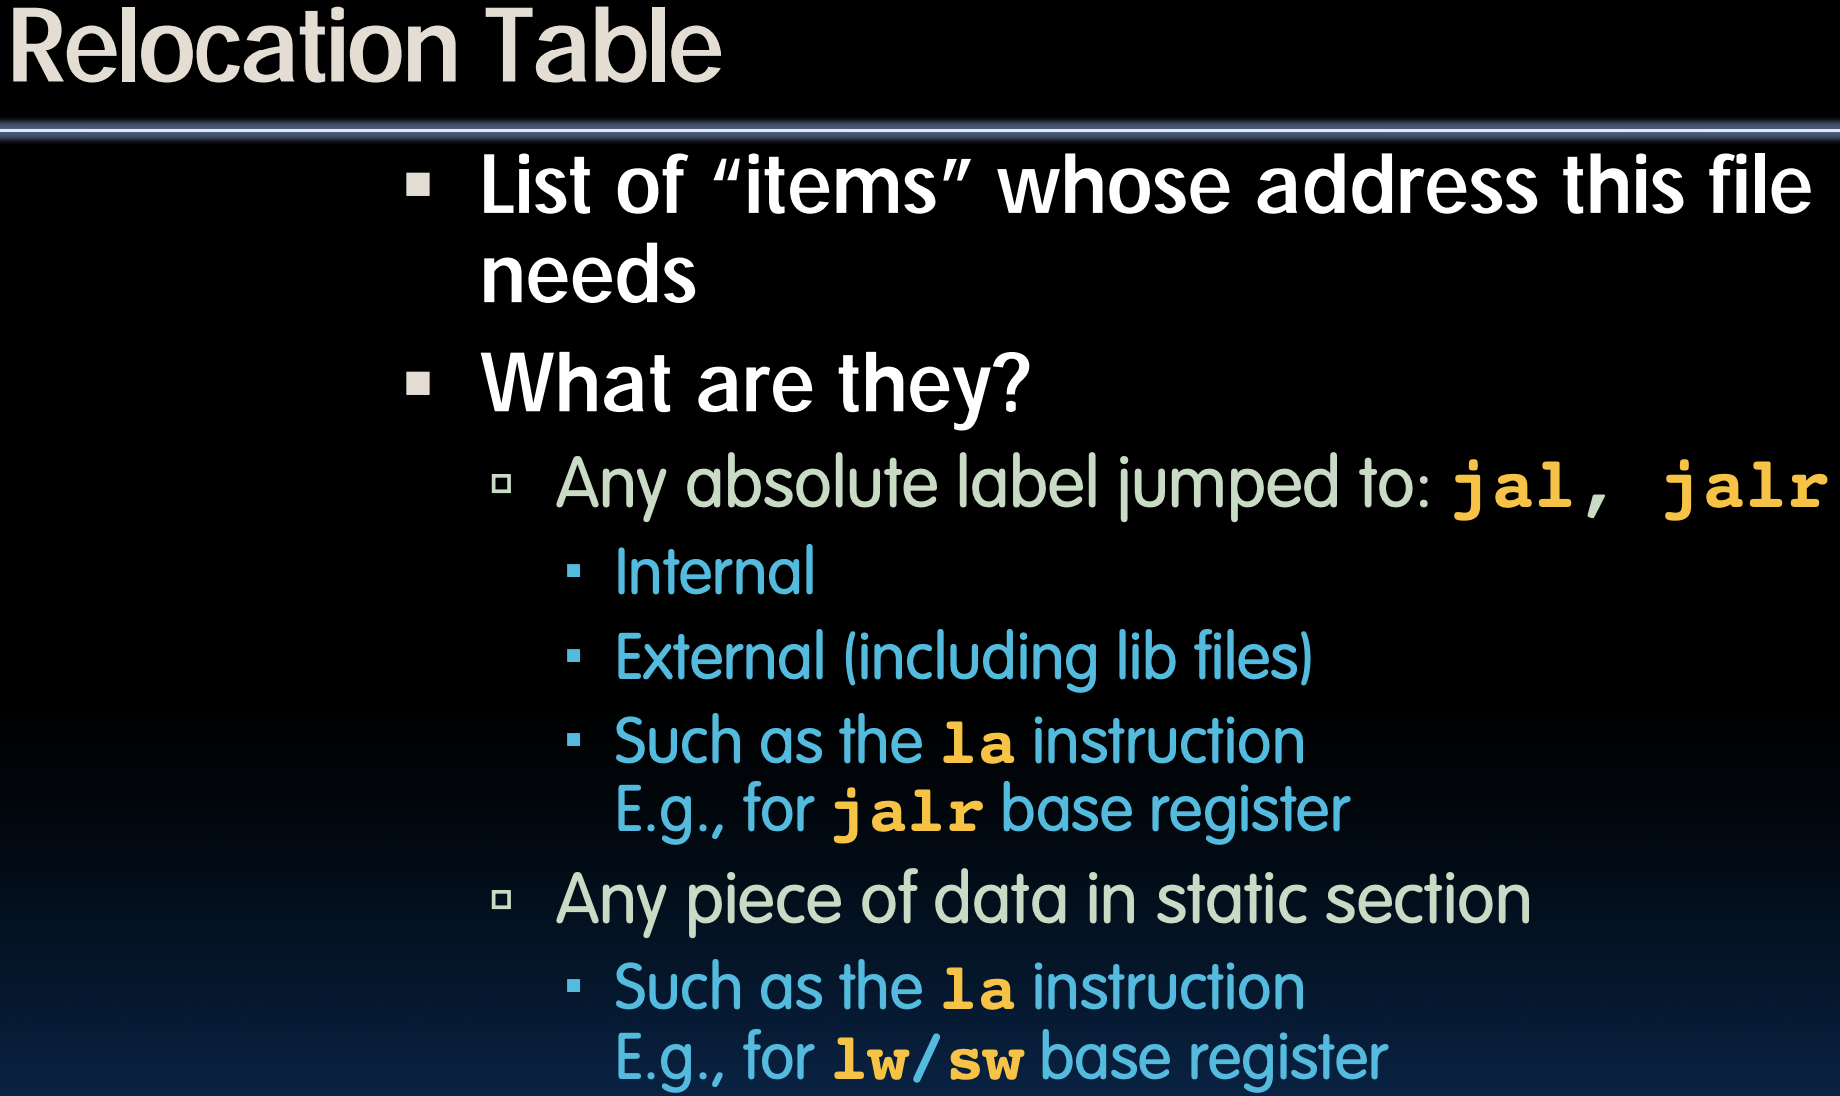 Relocation Table
List of “items” whose address this file
needs
What are they?
Any absolute label jumped to: jal, jalr
Internal
External (including lib files)
Such as the la instruction
E.g., for jalr base register
Any piece of data in static section
Such as the la instruction
E.g., for lw/sw base register